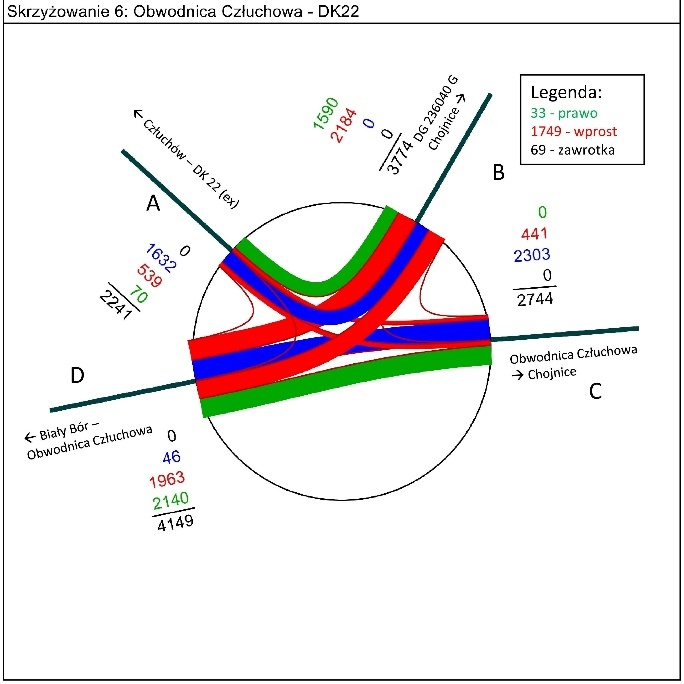 Skrzyżowanie 6: Obwodnica Człuchowa - DK22
Legenda:
33 - prawo
1749 - wprost
69 - zawrotka
← Człuchów – DK 22 (ex)
A
0
1632
539
70
2241
1590
2184
0
0
3774
DG 236040 G
Chojnice →
B
0
441
2303
0
2744
Obwodnica Człuchowa
→ Chojnice
C
D
← Biały Bór –
Obwodnica Człuchowa
0
46
1963
2140
4149